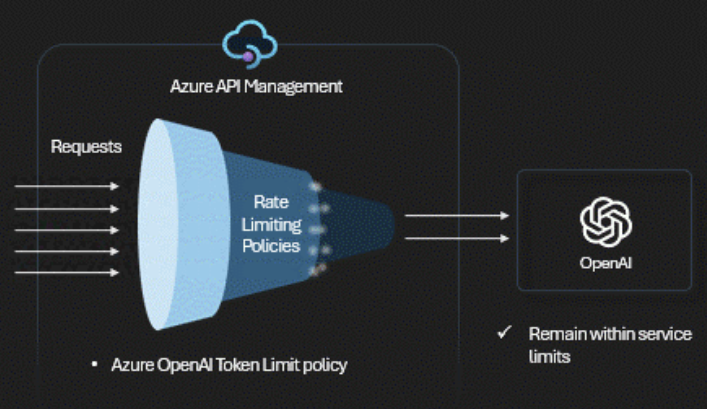 Azure API Management
Requests
Rate
Limiting
Policies
OpenAI
✓ Remain within service
limits
• Azure OpenAI Token Limit policy